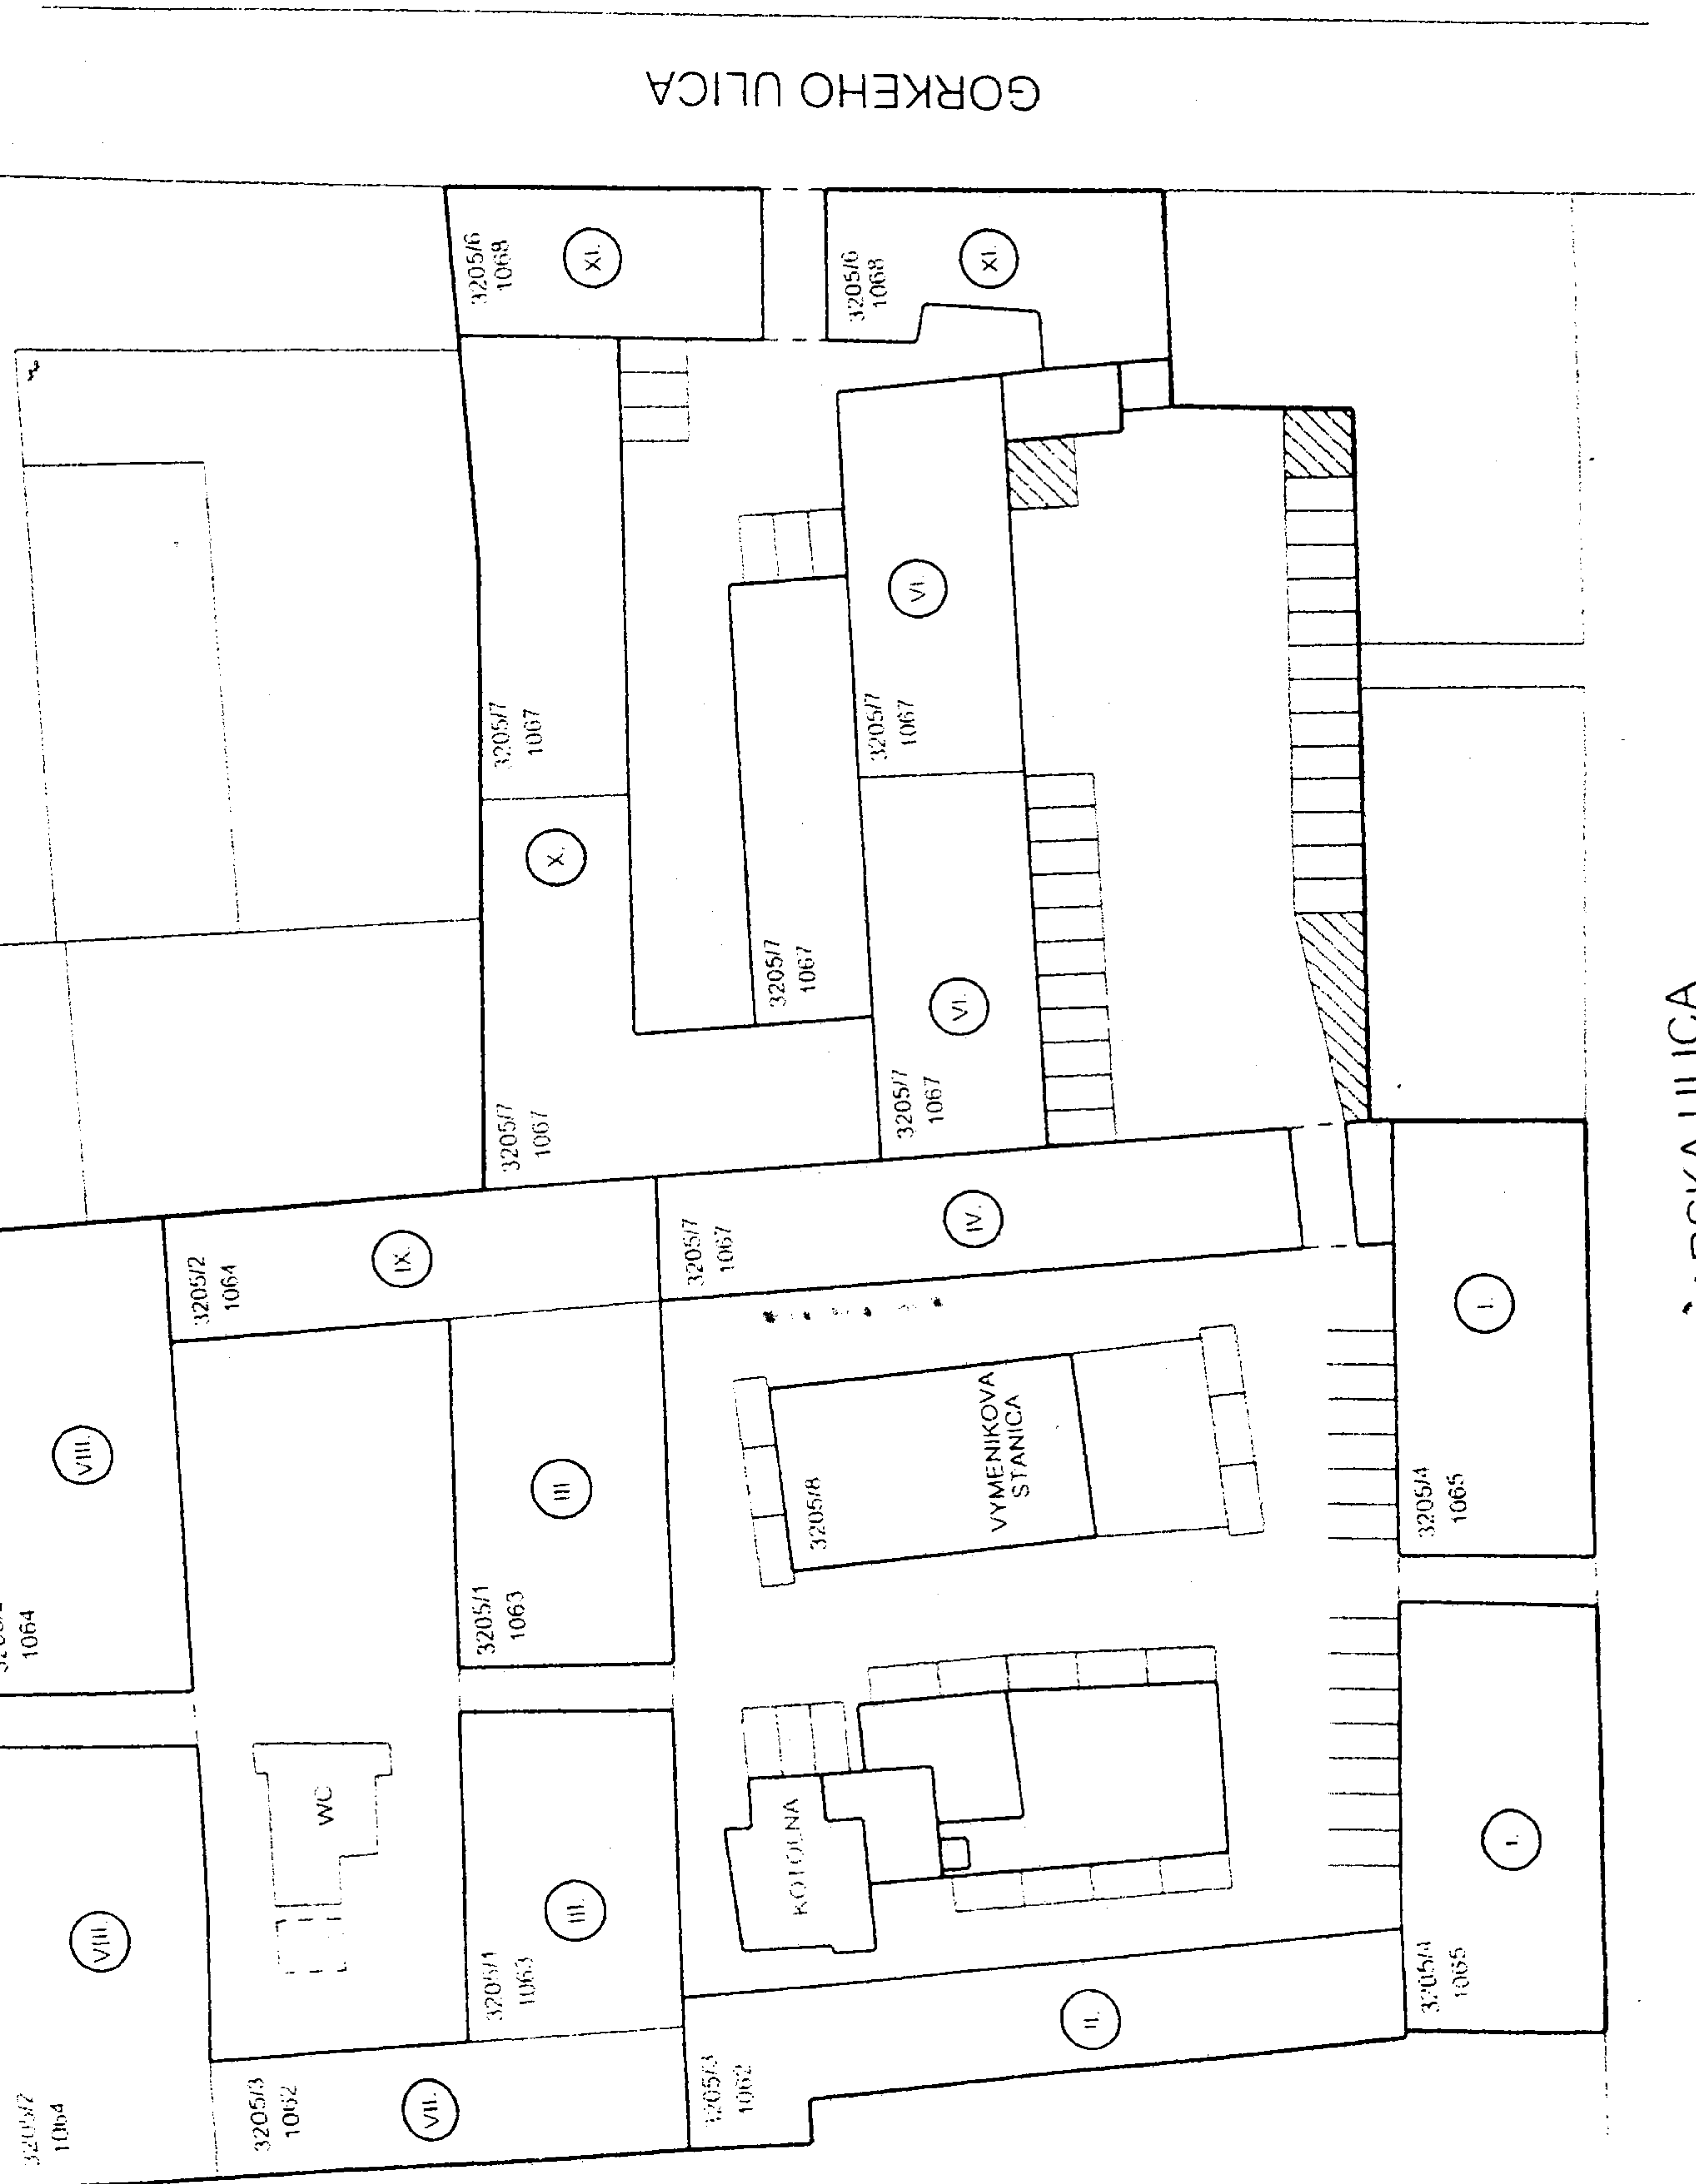 GORKEHO ULICA
3205/6
1068
XI.
3205/6
1068
XI.
3205/7
1067
X.
3205/7
1067
VI.
3205/7
1067
3205/7
1067
VI.
3205/7
1067
3205/2
1064
IX.
3205/7
1067
IV.
VIII.
1064
III
3205/1
1063
3205/8
VYMENIKOVA
STANICA
I.
3205/4
1065
WC
KOTOLNA
VIII.
III.
3205/1
1063
I.
3205/4
1065
II.
3205/2
1064
3205/3
1062
VII.
3205/3
1062
ULICA